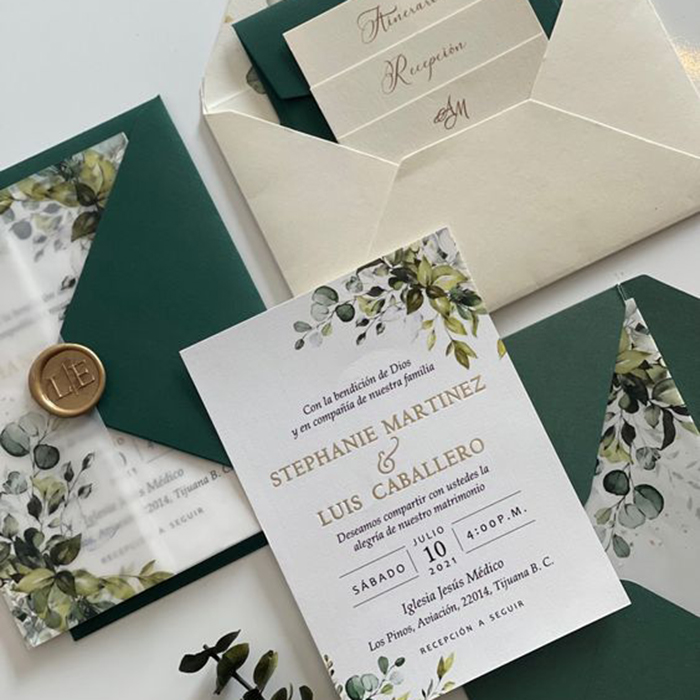 Itinerario
Recepción
&AM
Con la bendición de Dios
y en compañía de nuestra familia
STEPHANIE MARTINEZ
&
LUIS CABALLERO
Deseamos compartir con ustedes la
alegría de nuestro matrimonio
SÁBADO
JULIO
10
2021
4:00P.M.
Iglesia Jesús Médico
Los Pinos, Aviación, 22014, Tijuana B. C.
RECEPCIÓN A SEGUIR
L|E
Iglesia Jesús Médico
22014, Tijuana B. C.
RECEPCIÓN A SEGUIR